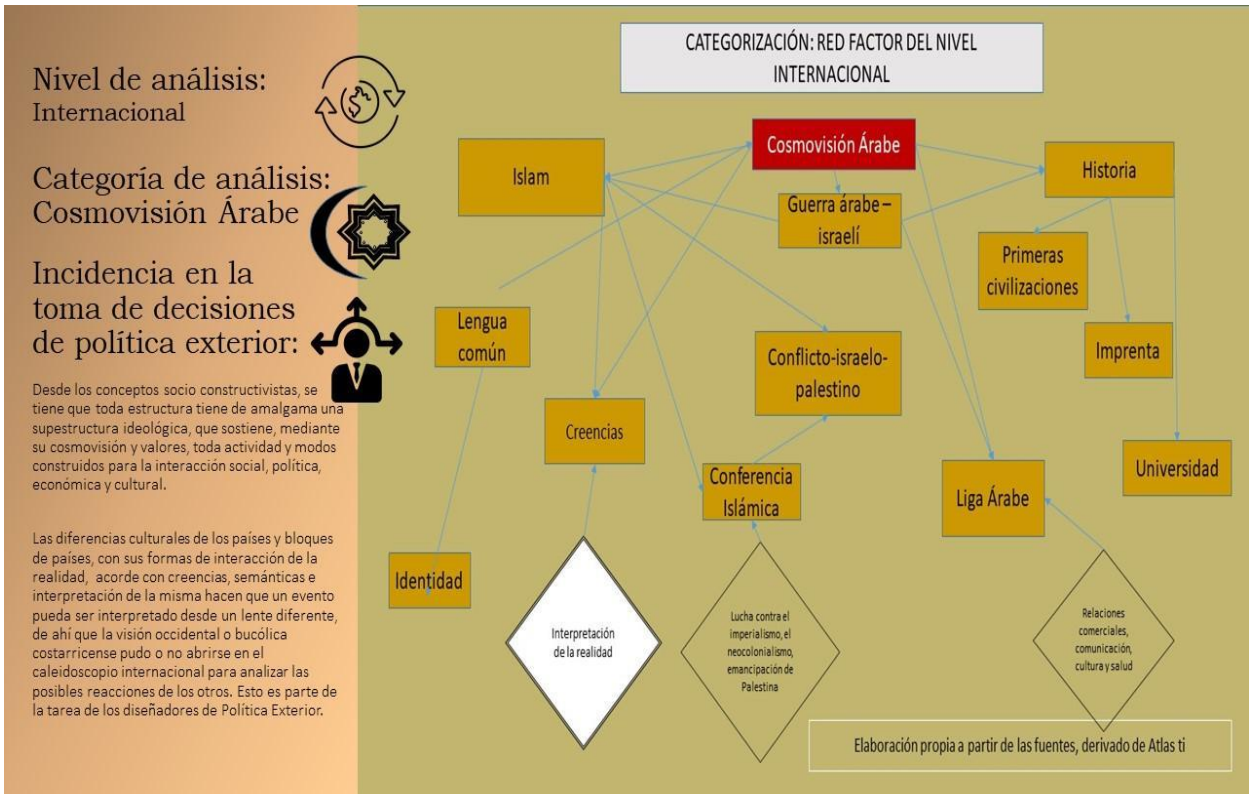 Nivel de análisis:
Internacional
Categoría de análisis:
Cosmovisión Árabe
Incidencia en la
toma de decisiones
de política exterior:
Desde los conceptos socio constructivistas, se
tiene que toda estructura tiene de amalgama una
supestructura ideológica, que sostiene, mediante
su cosmovisión y valores, toda actividad y modos
construidos para la interacción social, política,
económica y cultural.
Las diferencias culturales de los países y bloques
de países, con sus formas de interacción de la
realidad, acorde con creencias, semánticas e
interpretación de la misma hacen que un evento
pueda ser interpretado desde un lente diferente,
de ahí que la visión occidental o bucólica
costarricense pudo o no abrirse en el
caleidoscopio internacional para analizar las
posibles reacciones de los otros. Esto es parte de
la tarea de los diseñadores de Política Exterior.
CATEGORIZACIÓN: RED FACTOR DEL NIVEL
INTERNACIONAL
Cosmovisión Árabe
Islam
Historia
Guerra árabe –
israelí
Primeras
civilizaciones
Lengua
común
Conflicto-israelo-
palestino
Imprenta
Creencias
Conferencia
Islámica
Liga Árabe
Universidad
Identidad
Interpretación
de la realidad
Lucha contra el
imperialismo, el
neocolonialismo,
emancipación de
Palestina
Relaciones
comerciales,
comunicación,
cultura y salud
Elaboración propia a partir de las fuentes, derivado de Atlas ti